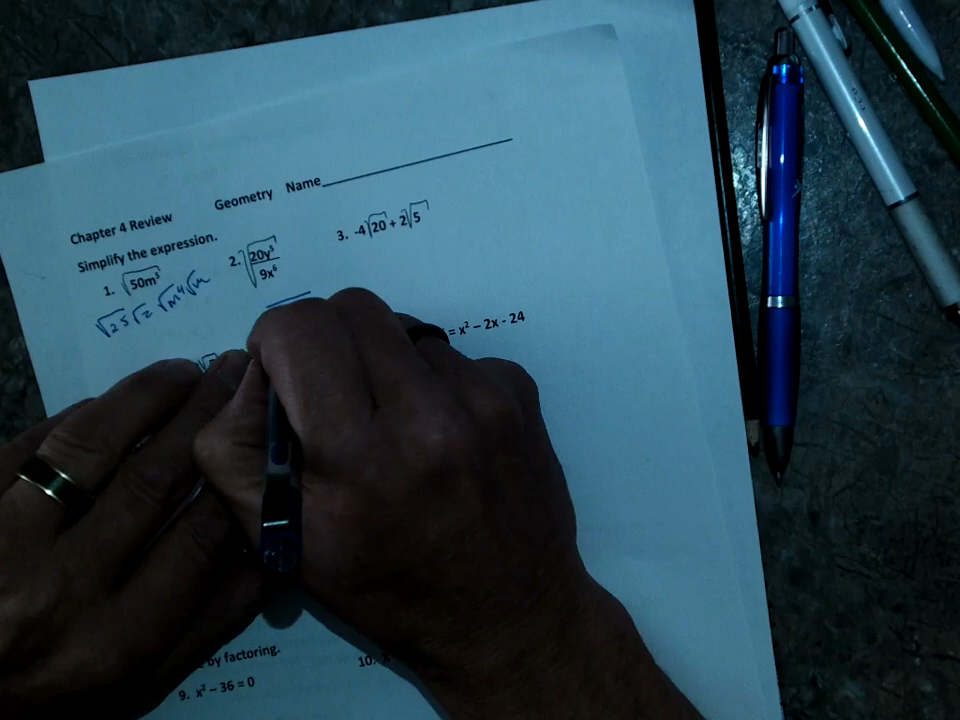 Chapter 4 Review Geometry Name
Simplify the expression.
1. √50m⁵ 2. √20y⁵/9x⁶ 3. -4√20 + 2√5
√25 √2 √m⁴ √m
= x² – 2x - 24
by factoring.
9. x² – 36 = 0 10.